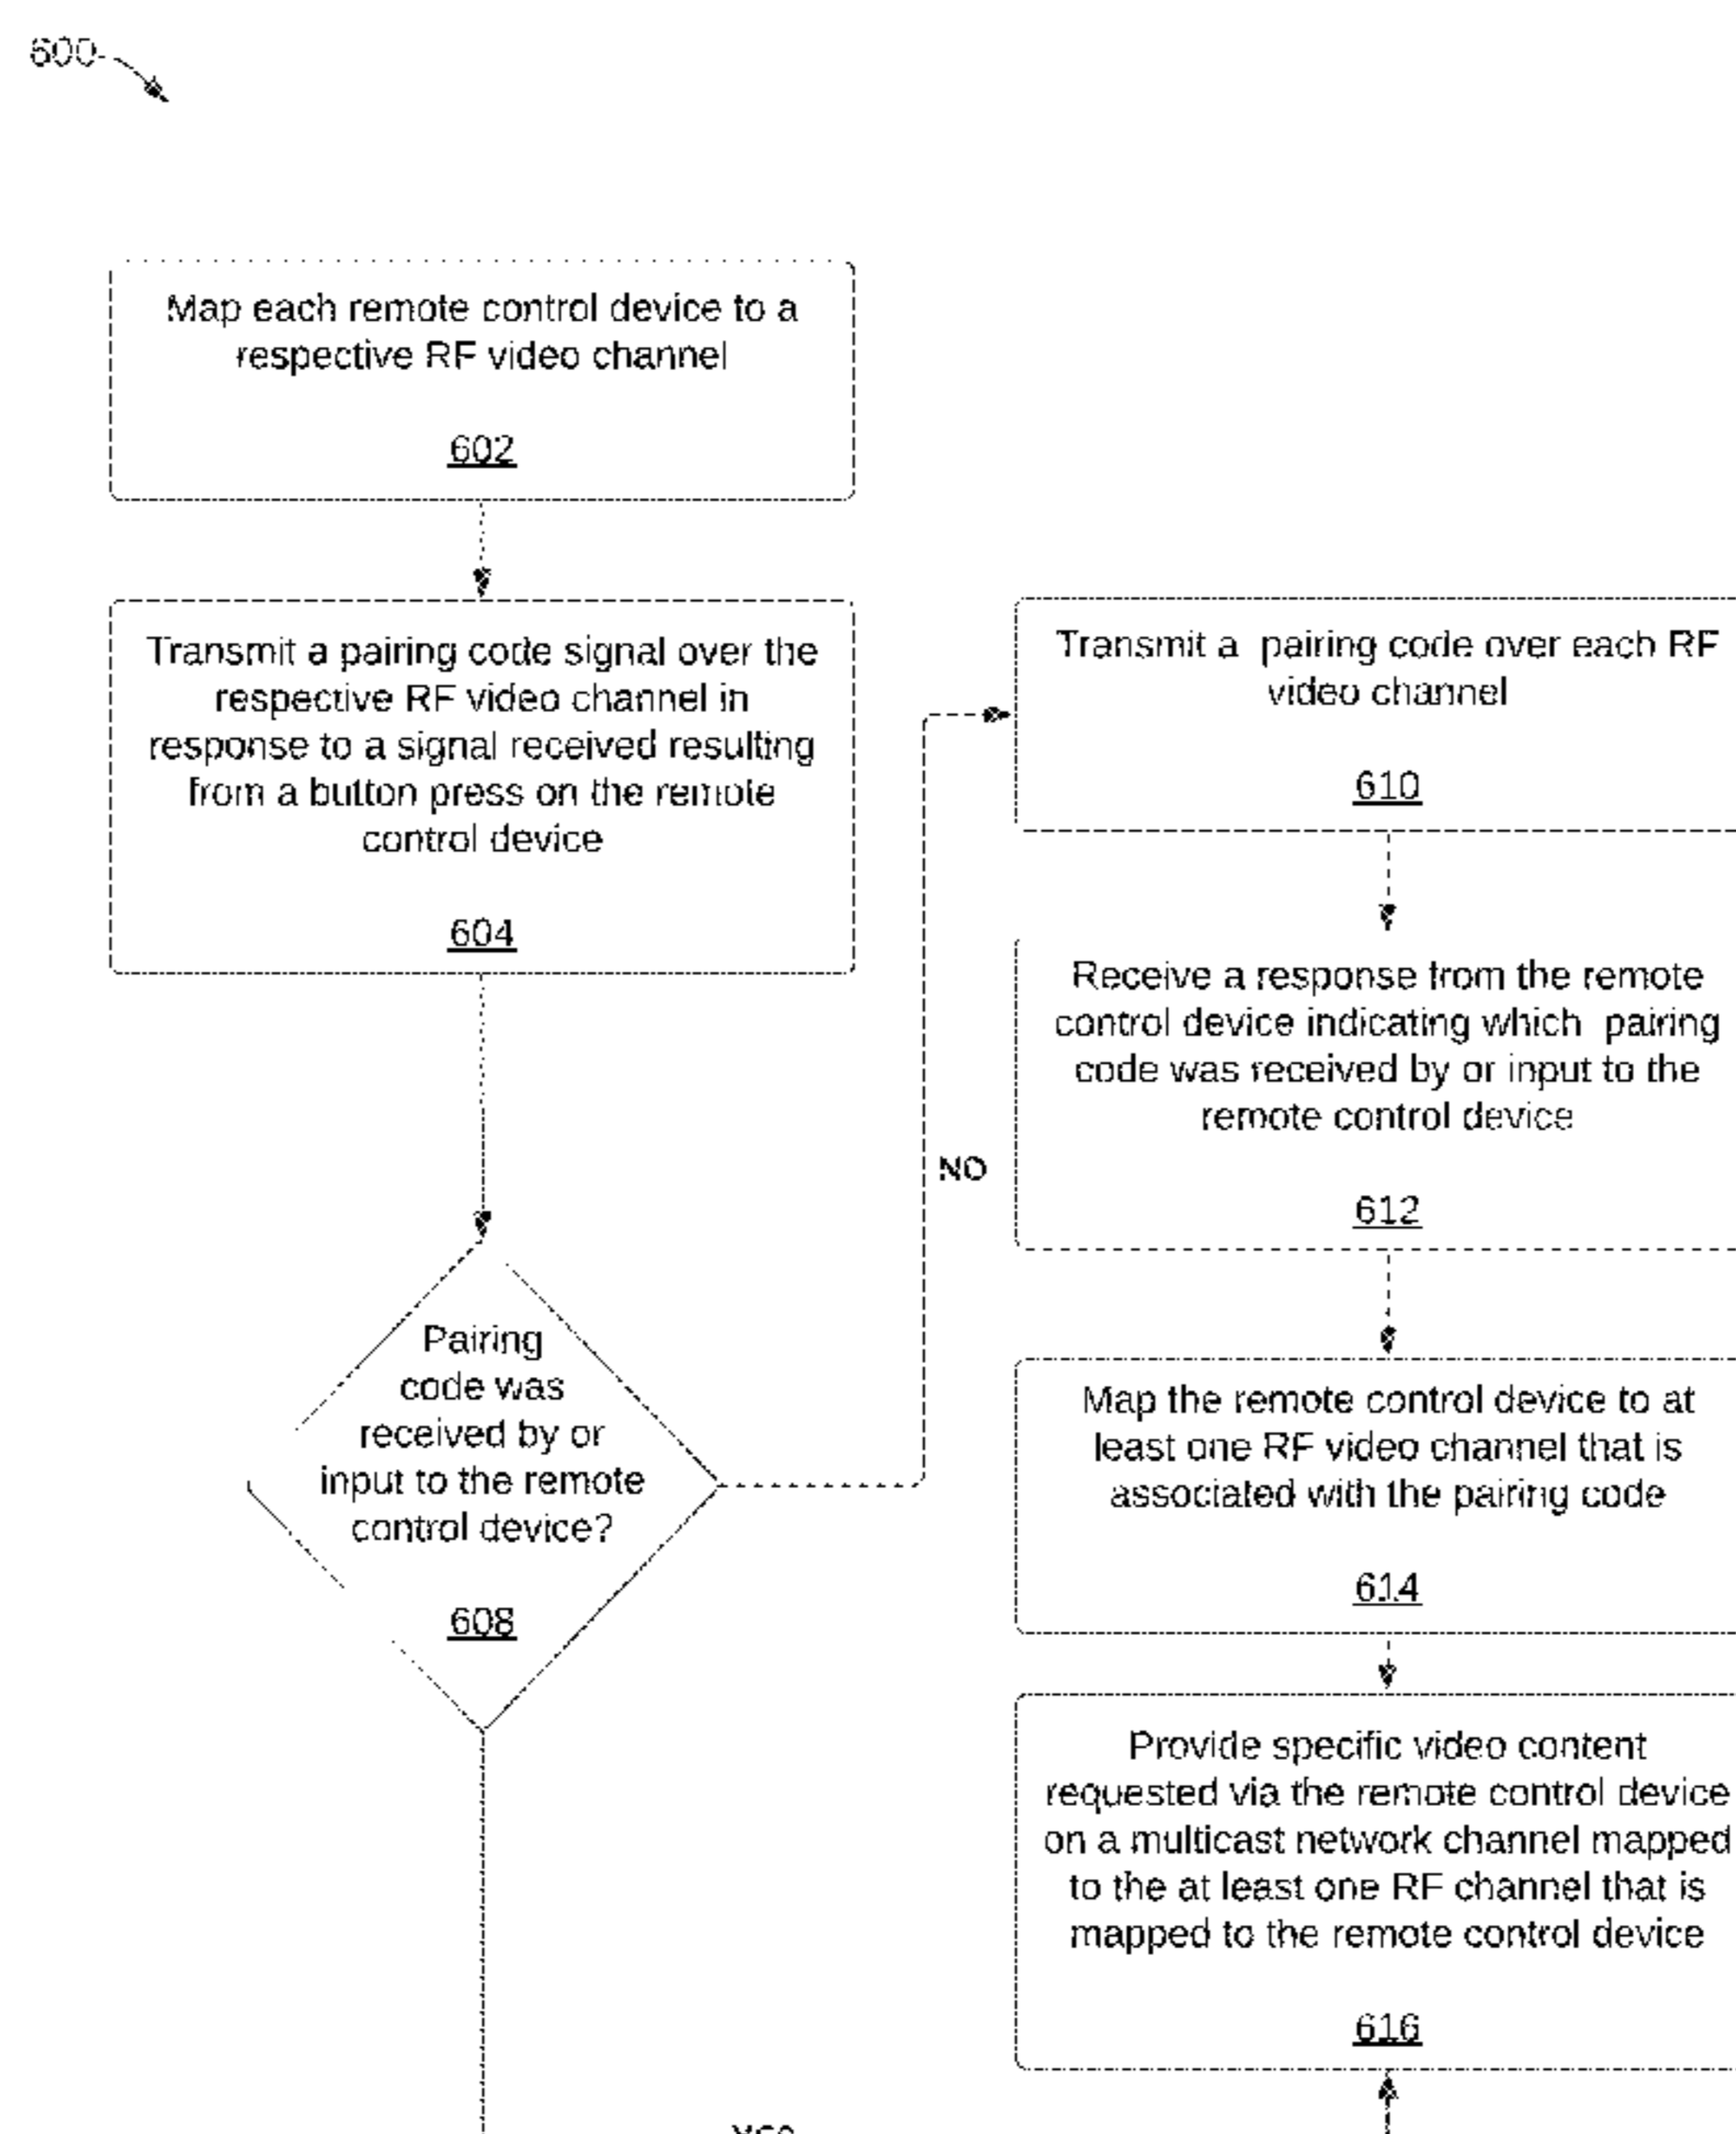 600
Map each remote control device to a
respective RF video channel
602
Transmit a pairing code signal over the
respective RF video channel in
response to a signal received resulting
from a button press on the remote
control device
604
Pairing
code was
received by or
input to the remote
control device?
608
NO
Transmit a pairing code over each RF
video channel
610
Receive a response from the remote
control device indicating which pairing
code was received by or input to the
remote control device
612
Map the remote control device to at
least one RF video channel that is
associated with the pairing code
614
Provide specific video content
requested via the remote control device
on a multicast network channel mapped
to the at least one RF channel that is
mapped to the remote control device
616